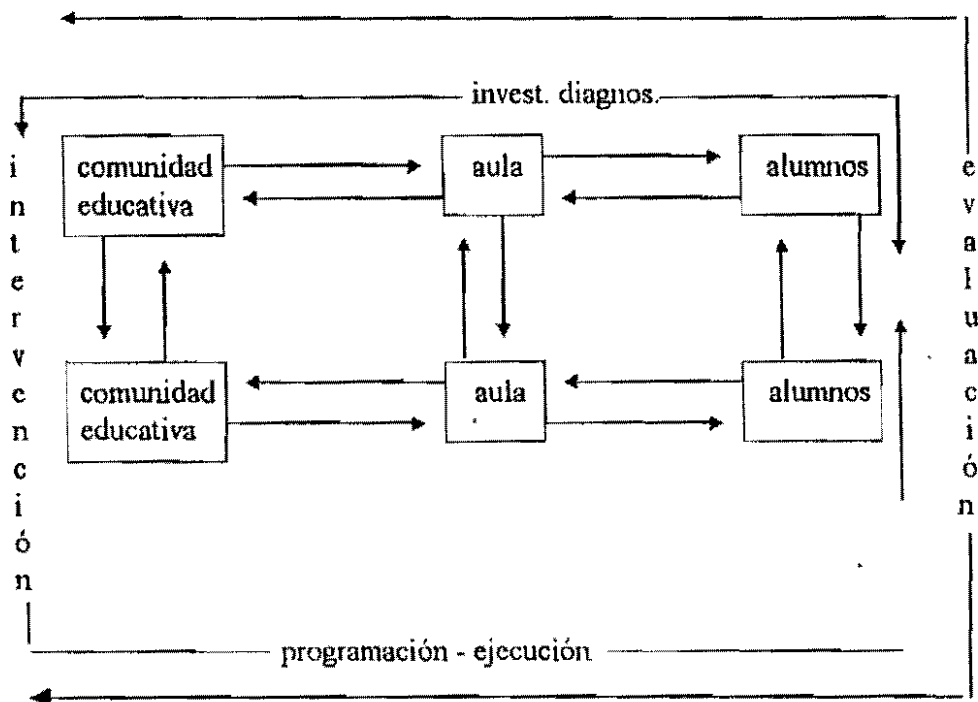 invest. diagnos.
intervención
comunidad
educativa
aula
alumnos
evaluación
comunidad
educativa
aula
alumnos
programación - ejecución